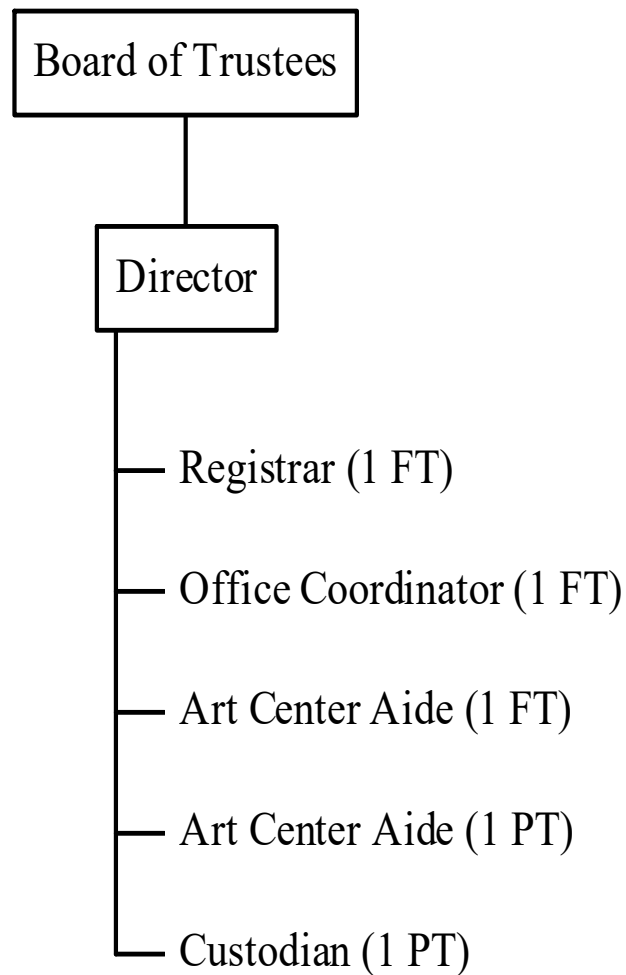 Board of Trustees
Director
Registrar (1 FT)
Office Coordinator (1 FT)
Art Center Aide (1 FT)
Art Center Aide (1 PT)
Custodian (1 PT)